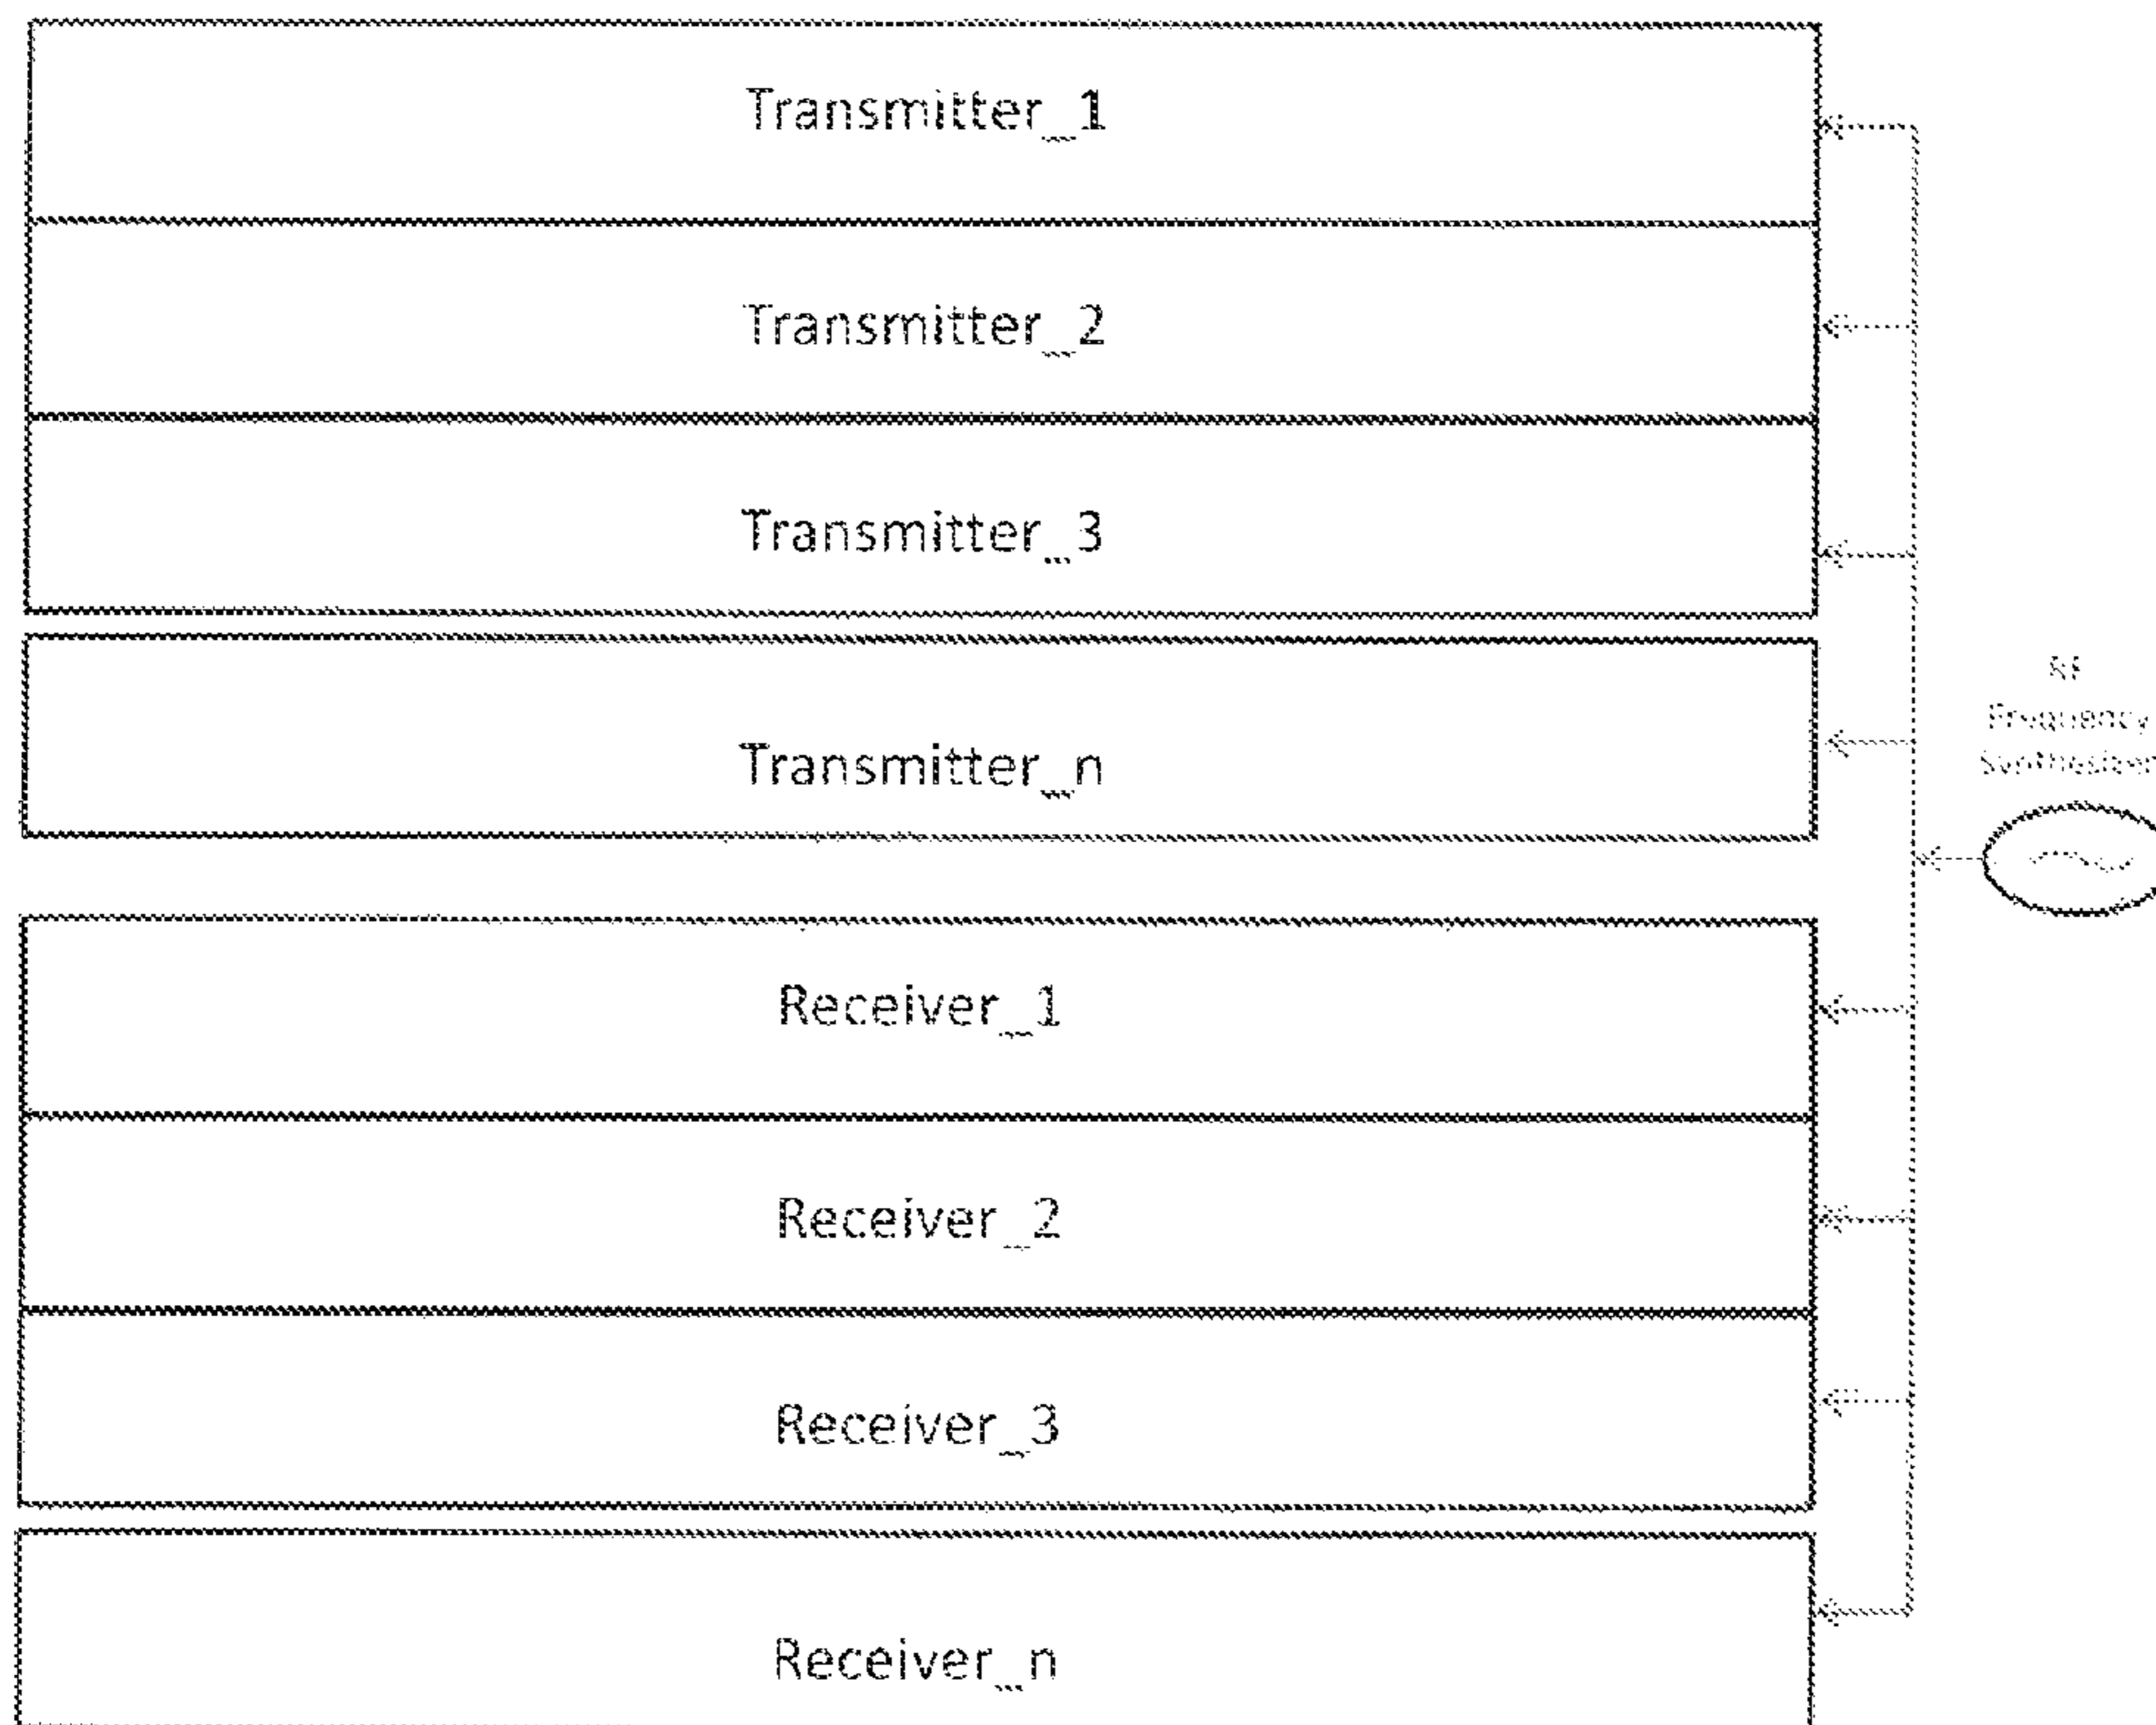 Transmitter_1
Transmitter_2
Transmitter_3
Transmitter_n
RF
Frequency
Synthesizer
Receiver_1
Receiver_2
Receiver_3
Receiver_n